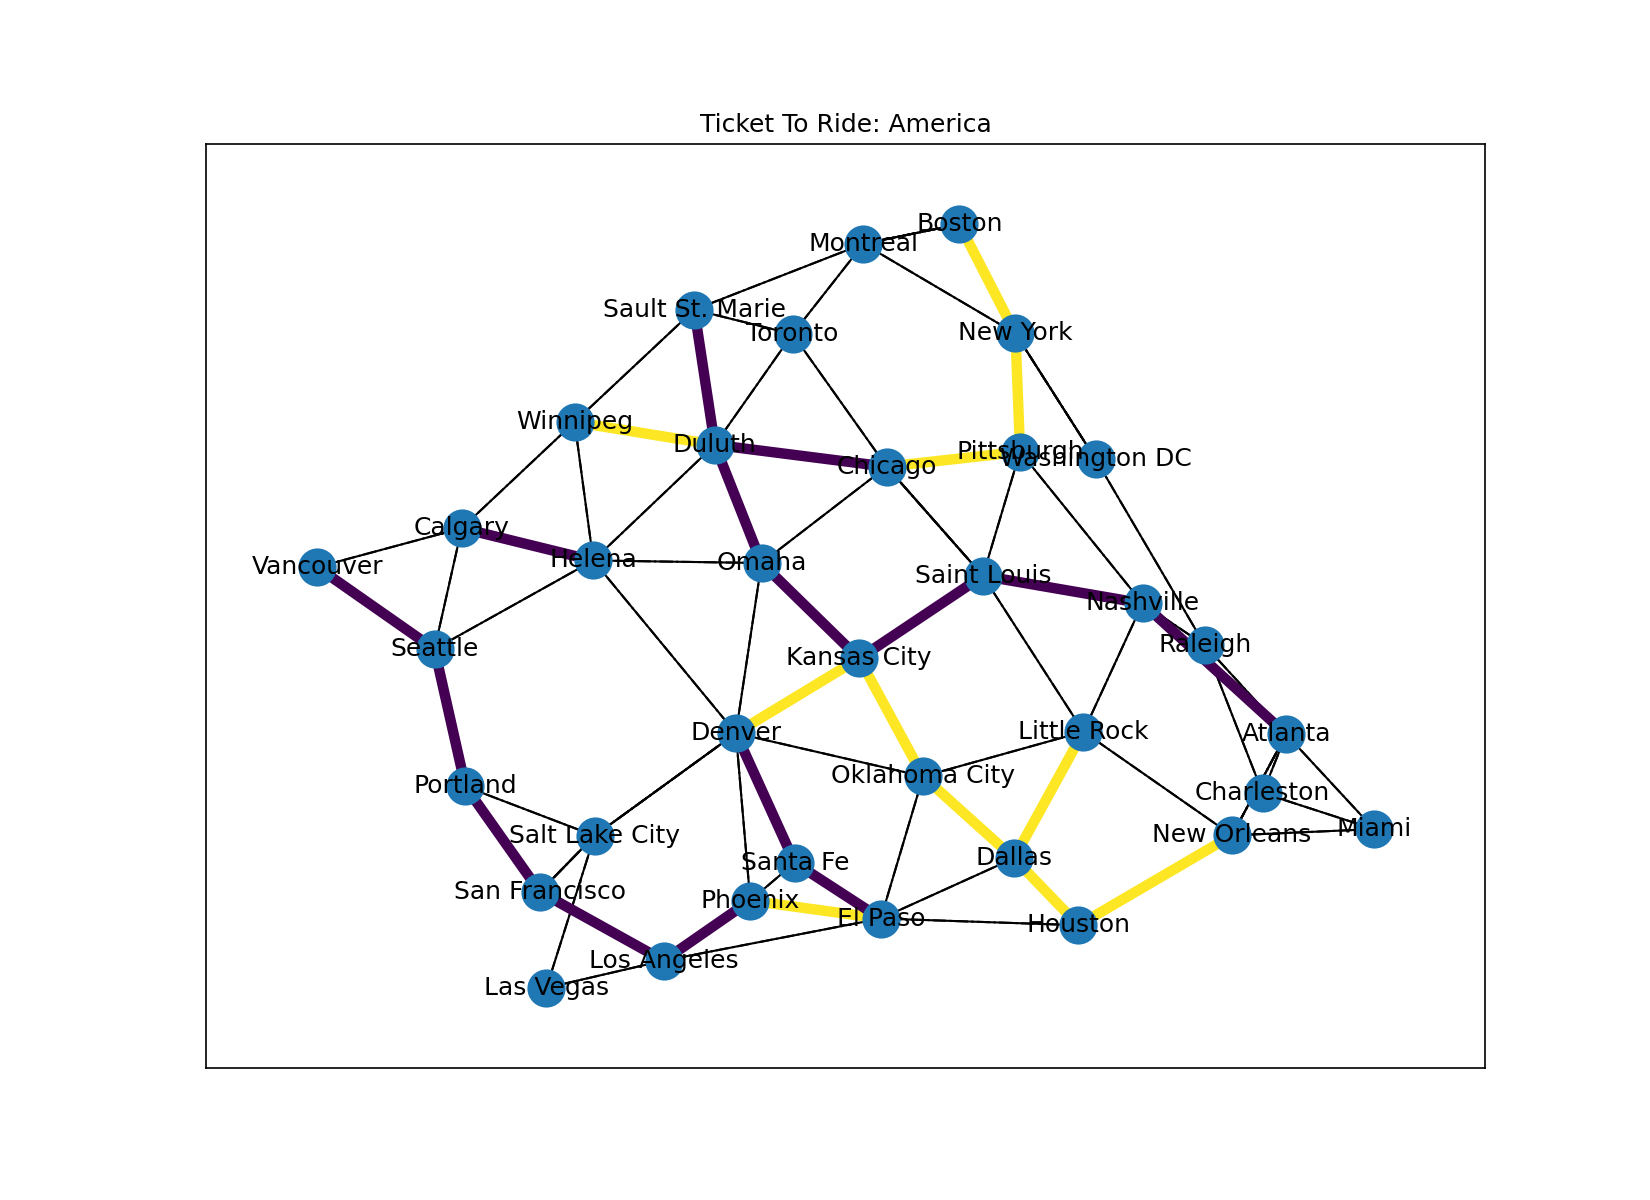 Ticket To Ride: America
Boston
Montreal
Sault St. Marie
Toronto
New York
Winnipeg
Duluth
Chicago
Pittsburgh
Washington DC
Calgary
Vancouver
Helena
Omaha
Saint Louis
Nashville
Seattle
Raleigh
Kansas City
Denver
Little Rock
Atlanta
Oklahoma City
Portland
Charleston
Salt Lake City
New Orleans
Miami
Dallas
Santa Fe
San Francisco
Phoenix
El Paso
Houston
Los Angeles
Las Vegas